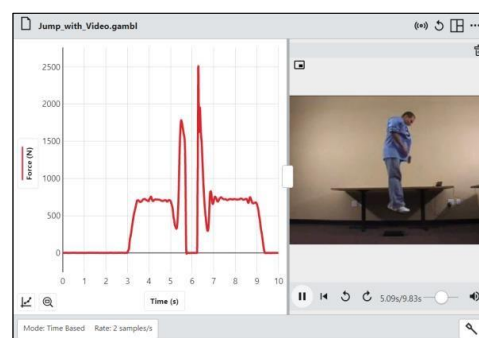 Jump_with_Video.gambl
2500
2000
1500
1000
500
0
Force (N)
0 1 2 3 4 5 6 7 8 9 10
Time (s)
5.09s/9.83s
Mode: Time Based Rate: 2 samples/s